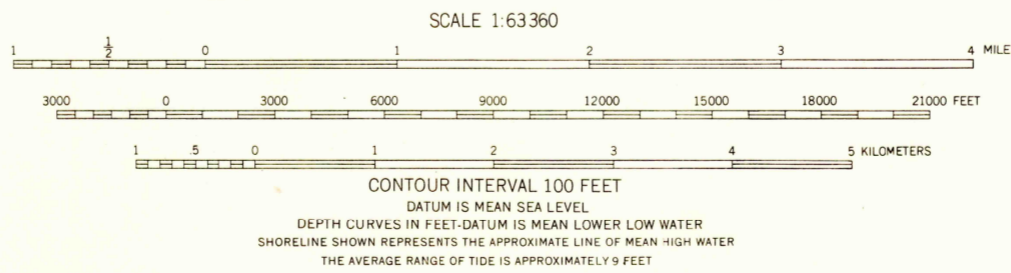 SCALE 1:63360
1 1/2 0 1 2 3 4 MILE
3000 0 3000 6000 9000 12000 15000 18000 21000 FEET
1 .5 0 1 2 3 4 5 KILOMETERS
CONTOUR INTERVAL 100 FEET
DATUM IS MEAN SEA LEVEL
DEPTH CURVES IN FEET-DATUM IS MEAN LOWER LOW WATER
SHORELINE SHOWN REPRESENTS THE APPROXIMATE LINE OF MEAN HIGH WATER
THE AVERAGE RANGE OF TIDE IS APPROXIMATELY 9 FEET